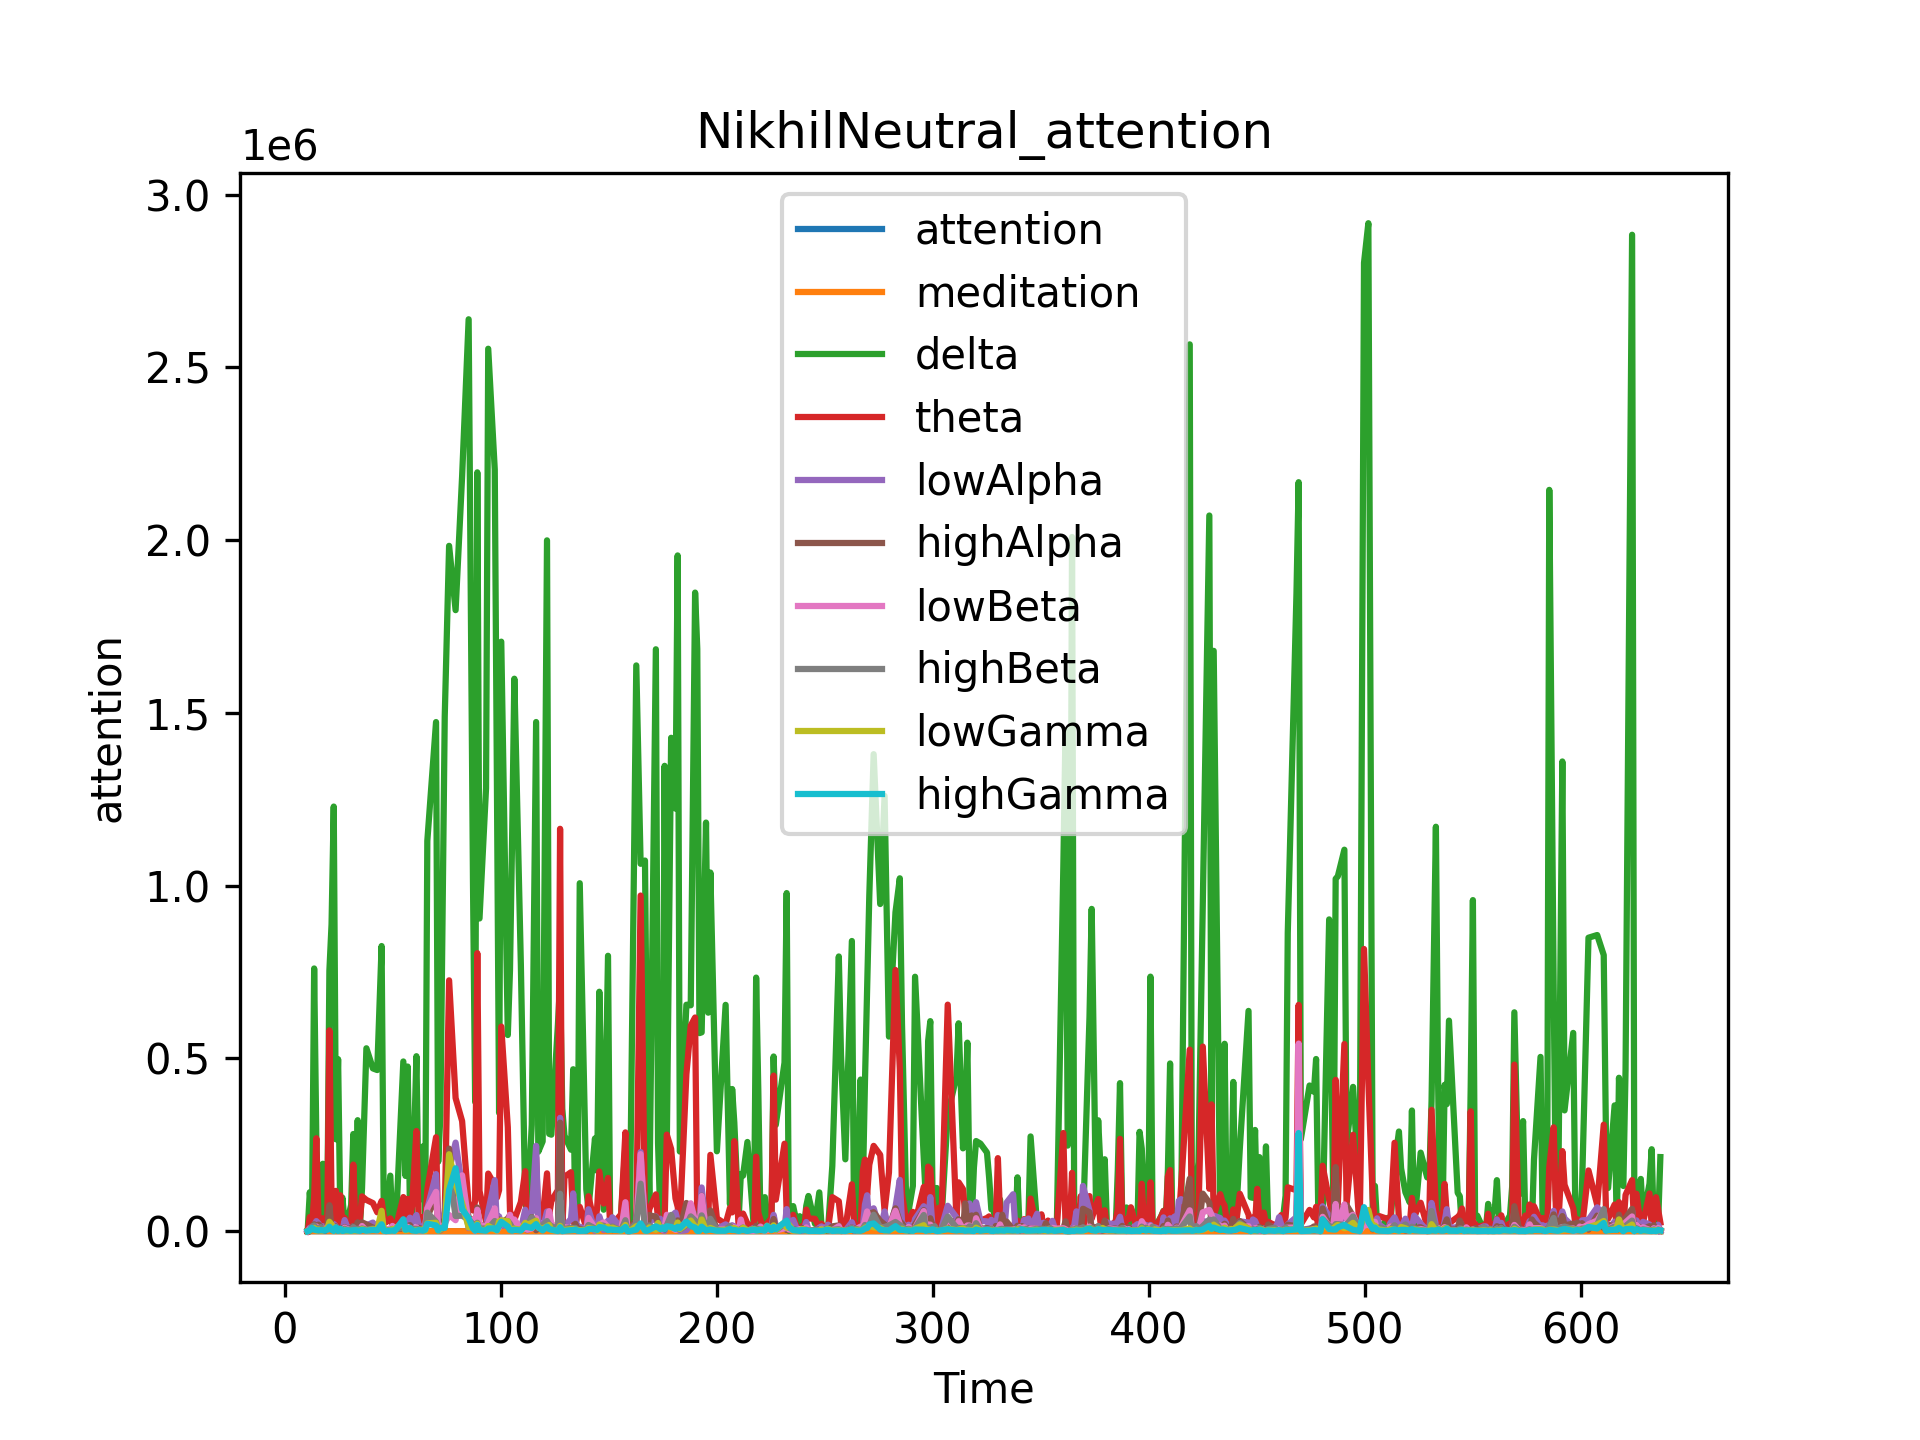 NikhilNeutral_attention
1e6
3.0
2.5
2.0
1.5
1.0
0.5
0.0
attention
attention
meditation
delta
theta
lowAlpha
highAlpha
lowBeta
highBeta
lowGamma
highGamma
0 100 200 300 400 500 600
Time